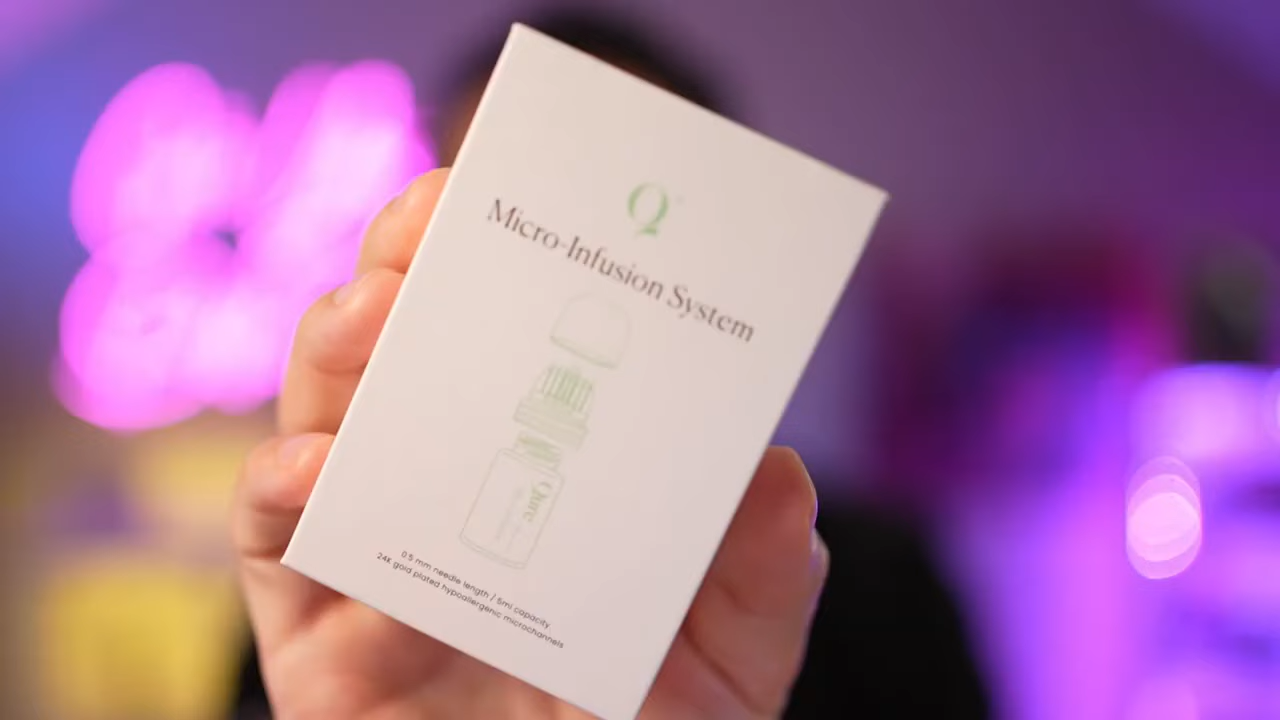 Q
Micro-Infusion System
Qure
0.5 mm needle length / 5ml capacity
24K gold plated hypoallergenic microchannels